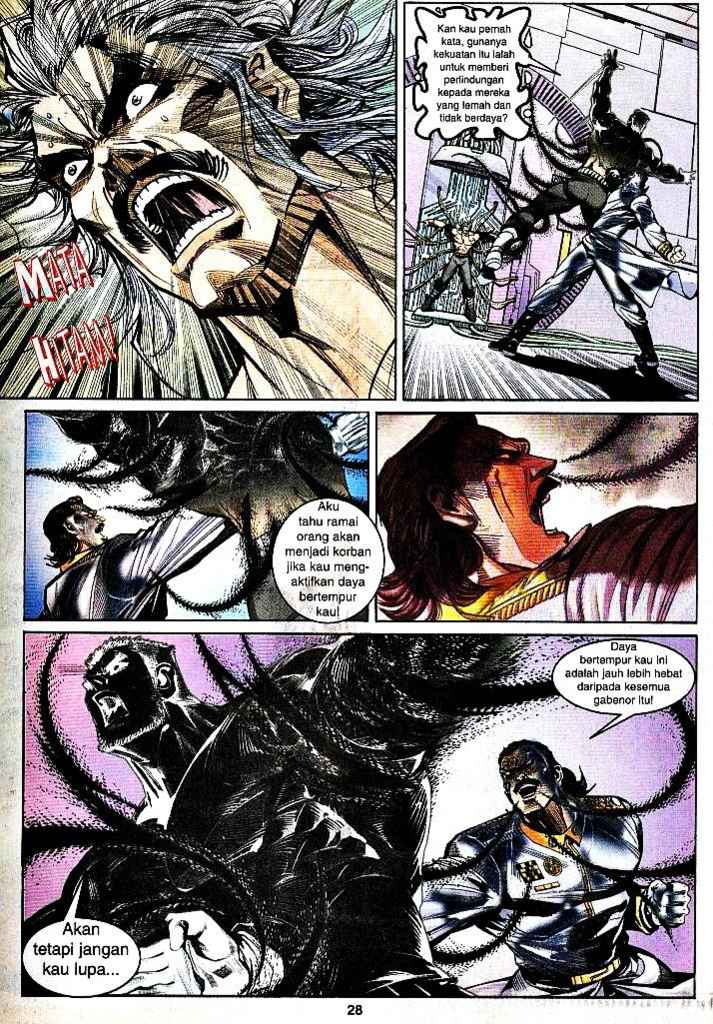 MATA
HITAM
Kan kau pernah
kata, gunanya
kekuatan itu ialah
untuk memberi
perlindungan
kepada mereka
yang lemah dan
tidak berdaya?
Aku
tahu ramai
orang akan
menjadi korban
jika kau meng-
aktifkan daya
bertempur
kau!
Daya
bertempur kau ini
adalah jauh lebih hebat
daripada kesemua
gabenor itu!
Akan
tetapi jangan
kau lupa...
28